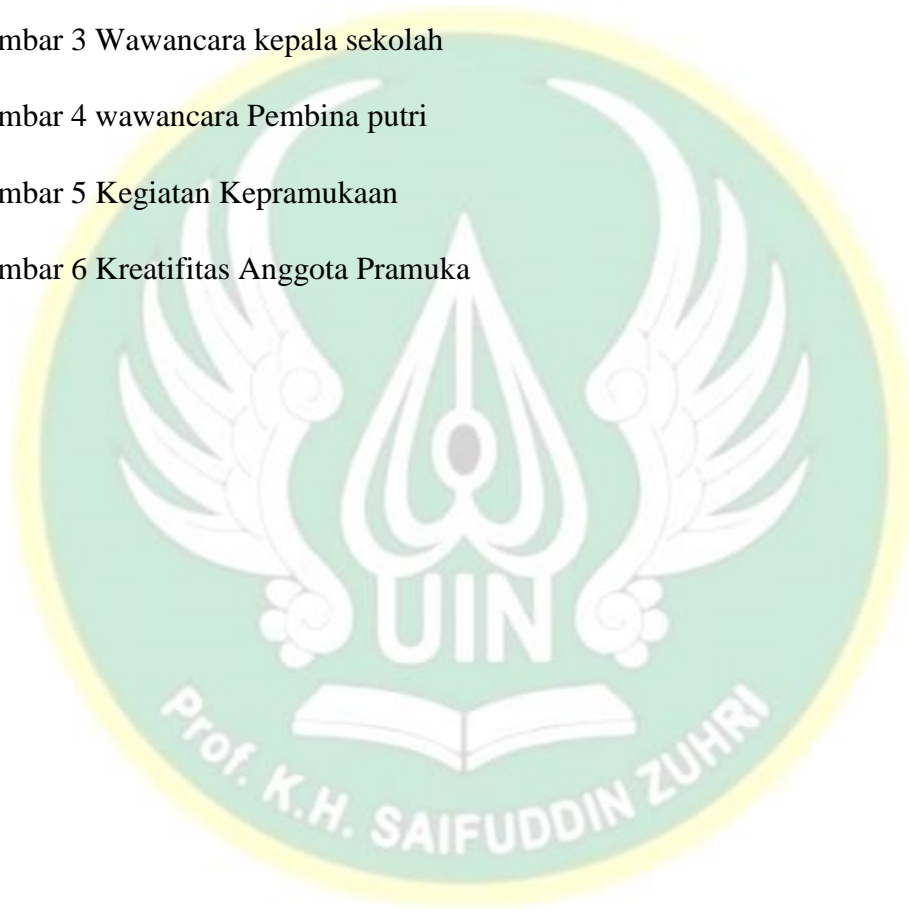 mbar 3 Wawancara kepala sekolah
mbar 4 wawancara Pembina putri
mbar 5 Kegiatan Kepramukaan
mbar 6 Kreatifitas Anggota Pramuka
UIN
Prof. K.H. SAIFUDDIN ZUHRI